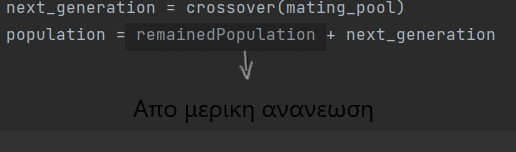 next_generation = crossover(mating_pool)
population = remainedPopulation + next_generation
Απο μερικη ανανεωση